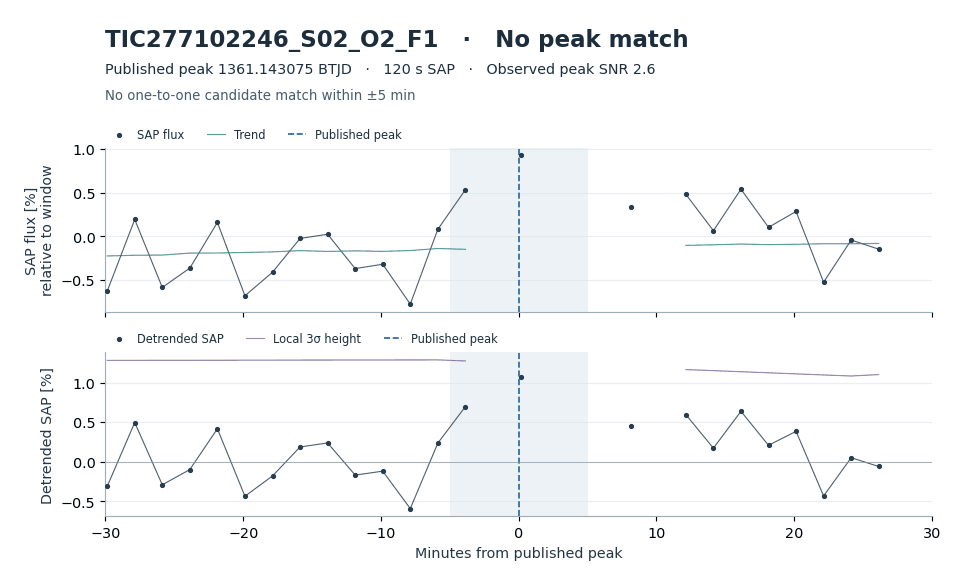 TIC277102246_S02_O2_F1 · No peak match
Published peak 1361.143075 BTJD · 120 s SAP · Observed peak SNR 2.6
No one-to-one candidate match within ±5 min
SAP flux Trend Published peak
SAP flux [%]
relative to window
1.0
0.5
0.0
−0.5
Detrended SAP Local 3σ height Published peak
Detrended SAP [%]
1.0
0.5
0.0
−0.5
−30 −20 −10 0 10 20 30
Minutes from published peak